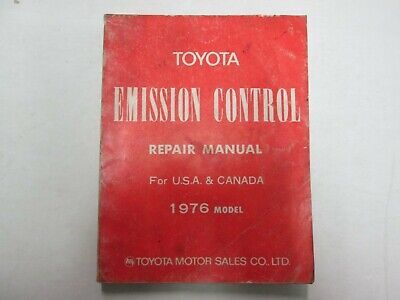 TOYOTA
EMISSION CONTROL
REPAIR MANUAL
For U.S.A. & CANADA
1976 MODEL
TOYOTA MOTOR SALES CO., LTD.